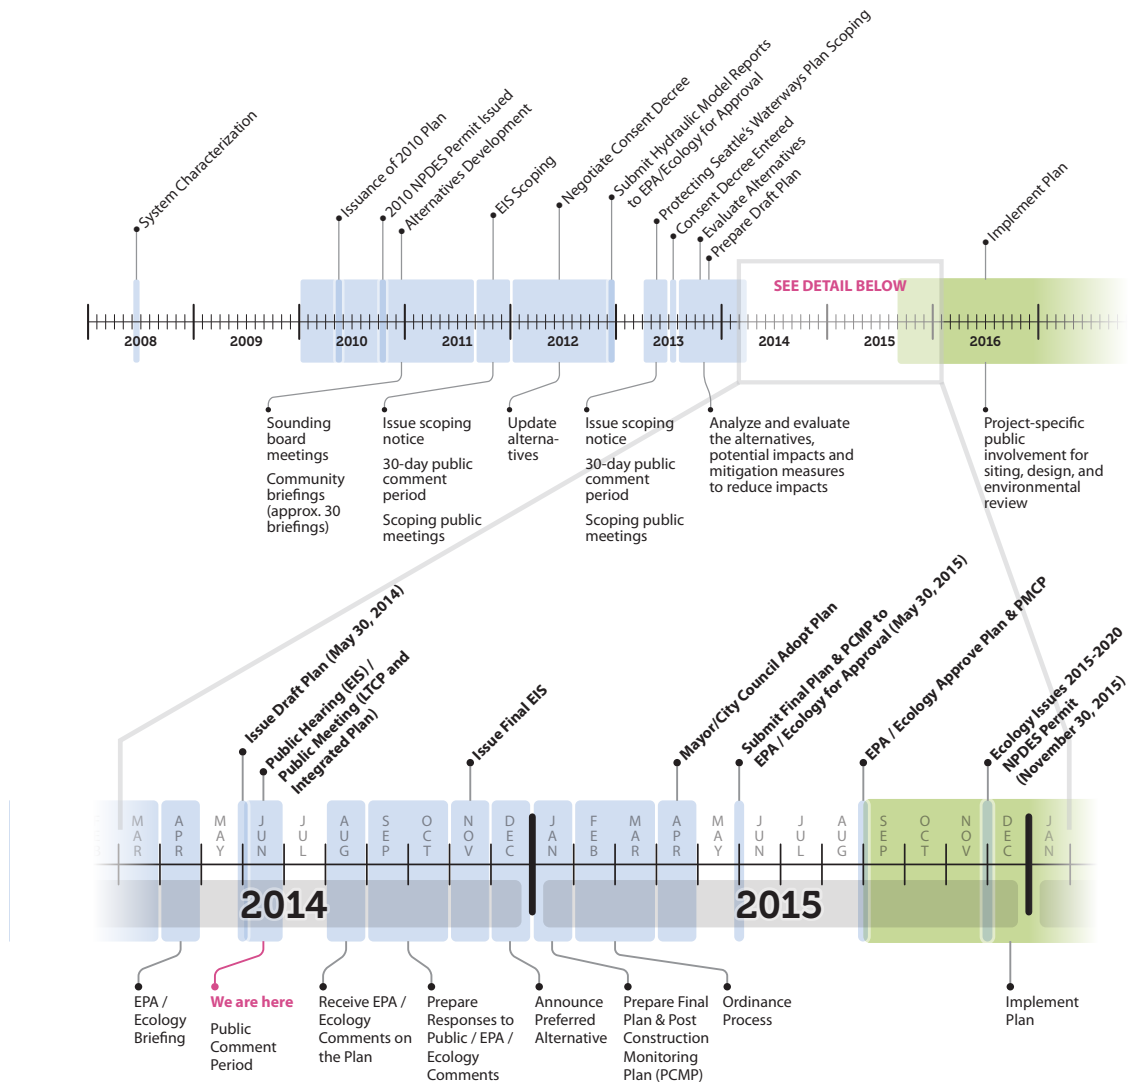 System Characterization
Issuance of 2010 Plan
2010 NPDES Permit Issued
Alternatives Development
EIS Scoping
Negotiate Consent Decree
Submit Hydraulic Model Reports
to EPA/Ecology for Approval
Protecting Seattle's Waterways Plan Scoping
Consent Decree Entered
Evaluate Alternatives
Prepare Draft Plan
Implement Plan
SEE DETAIL BELOW
2008
2009
2010
2011
2012
2013
2014
2015
2016
Sounding
board
meetings
Community
briefings
(approx. 30
briefings)
Issue scoping
notice
30-day public
comment
period
Scoping public
meetings
Update
alterna-
tives
Issue scoping
notice
30-day public
comment
period
Scoping public
meetings
Analyze and evaluate
the alternatives,
potential impacts and
mitigation measures
to reduce impacts
Project-specific
public
involvement for
siting, design, and
environmental
review
Issue Draft Plan (May 30, 2014)
Public Hearing (EIS) /
Public Meeting (LTCP and
Integrated Plan)
Issue Final EIS
Mayor/City Council Adopt Plan
Submit Final Plan & PCMP to
EPA / Ecology for Approval (May 30, 2015)
EPA / Ecology Approve Plan & PMCP
Ecology Issues 2015-2020
NPDES Permit
(November 30, 2015)
MAR
APR
MAY
JUN
JUL
AUG
SEP
OCT
NOV
DEC
JAN
FEB
MAR
APR
MAY
JUN
JUL
AUG
SEP
OCT
NOV
DEC
JAN
2014
2015
EPA /
Ecology
Briefing
We are here
Public
Comment
Period
Receive EPA /
Ecology
Comments on
the Plan
Prepare
Responses to
Public / EPA /
Ecology
Comments
Announce
Preferred
Alternative
Prepare Final
Plan & Post
Construction
Monitoring
Plan (PCMP)
Ordinance
Process
Implement
Plan